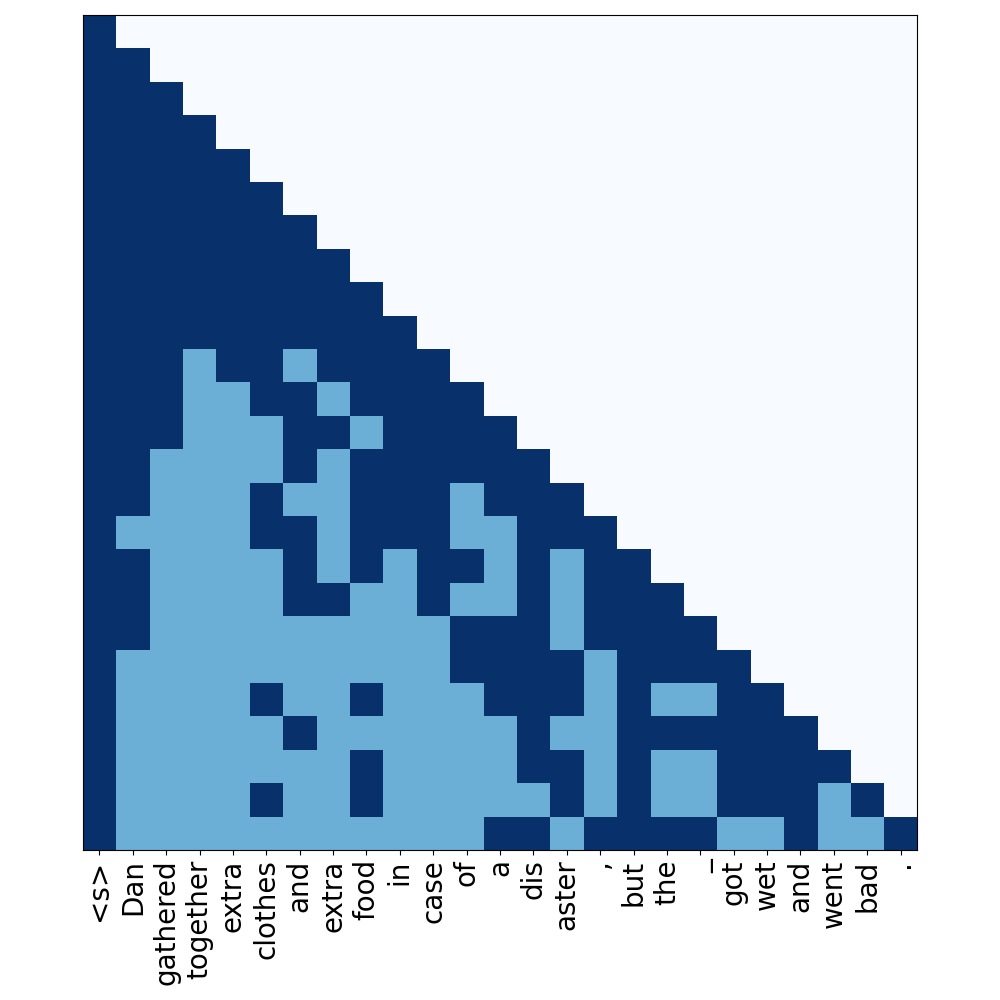 <s> Dan gathered together extra clothes and extra food in case of a dis aster , but the _ got wet and went bad .